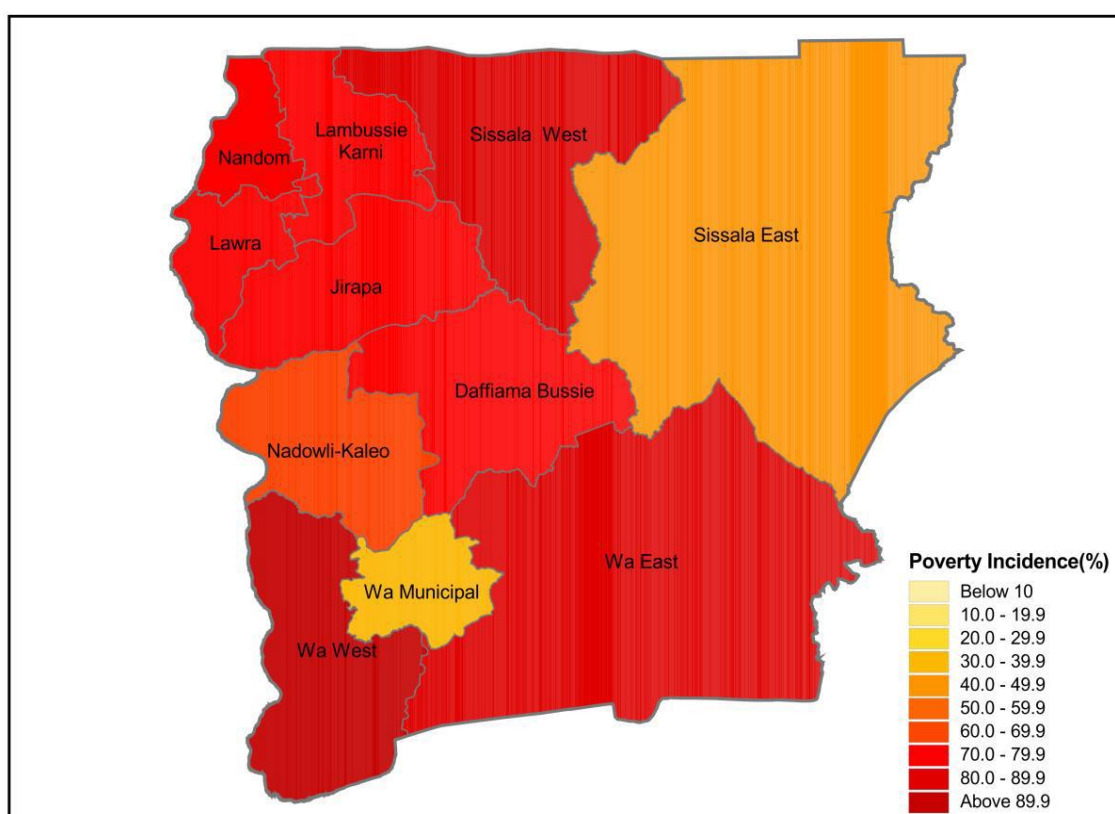 Lambussie
Karni
Sissala West
Nandom
Sissala East
Lawra
Jirapa
Daffiama Bussie
Nadowli-Kaleo
Wa East
Wa Municipal
Wa West
Poverty Incidence(%)
Below 10
10.0 - 19.9
20.0 - 29.9
30.0 - 39.9
40.0 - 49.9
50.0 - 59.9
60.0 - 69.9
70.0 - 79.9
80.0 - 89.9
Above 89.9